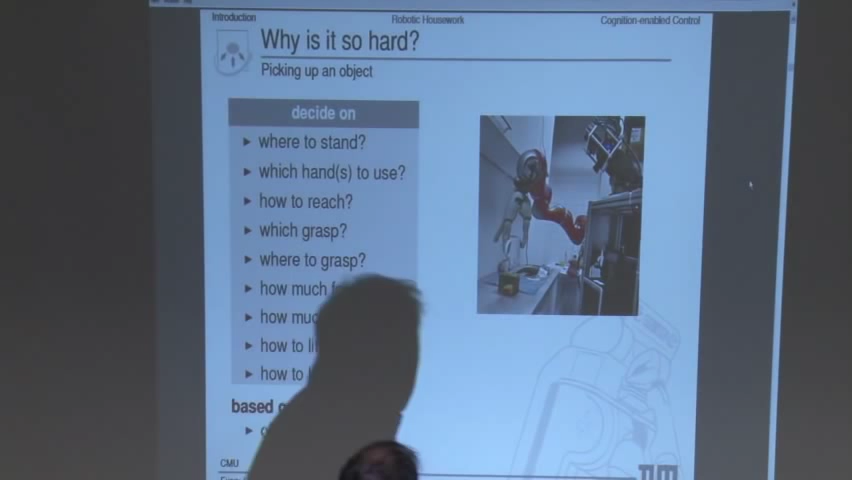 Introduction
Robotic Housework
Cognition-enabled Control
Why is it so hard?
Picking up an object
decide on
▸ where to stand?
▸ which hand(s) to use?
▸ how to reach?
▸ which grasp?
▸ where to grasp?
▸ how much
▸ how
▸ how to
▸ how to
based
CMU